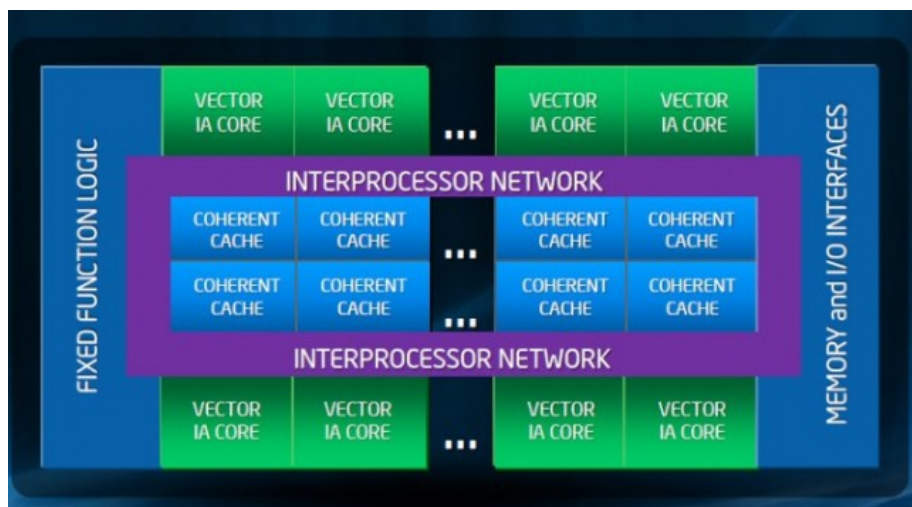 FIXED FUNCTION LOGIC
VECTOR
IA CORE
VECTOR
IA CORE
...
VECTOR
IA CORE
VECTOR
IA CORE
MEMORY and I/O INTERFACES
INTERPROCESSOR NETWORK
COHERENT
CACHE
COHERENT
CACHE
...
COHERENT
CACHE
COHERENT
CACHE
COHERENT
CACHE
COHERENT
CACHE
...
COHERENT
CACHE
COHERENT
CACHE
INTERPROCESSOR NETWORK
VECTOR
IA CORE
VECTOR
IA CORE
...
VECTOR
IA CORE
VECTOR
IA CORE